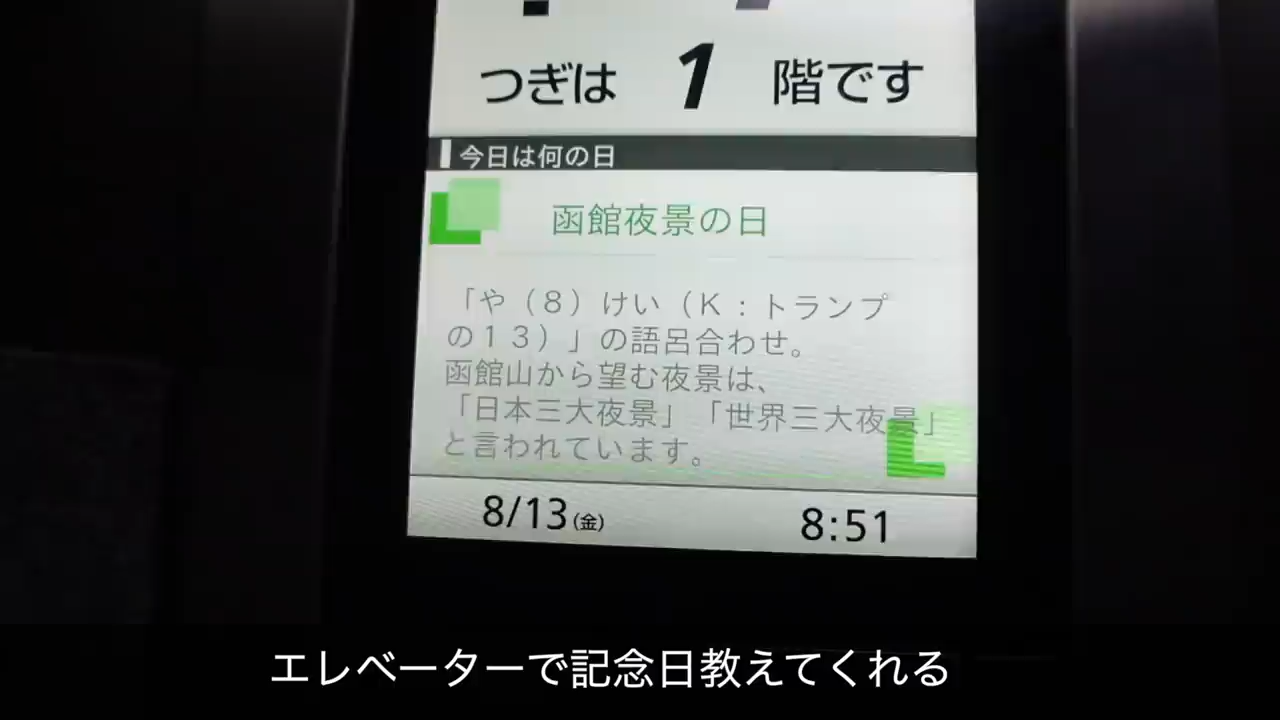 つぎは 1 階です
今日は何の日
函館夜景の日
「や（８）けい（Ｋ：トランプ
の１３）」の語呂合わせ。
函館山から望む夜景は、
「日本三大夜景」「世界三大夜景」
と言われています。
8/13(金) 8:51
エレベーターで記念日教えてくれる